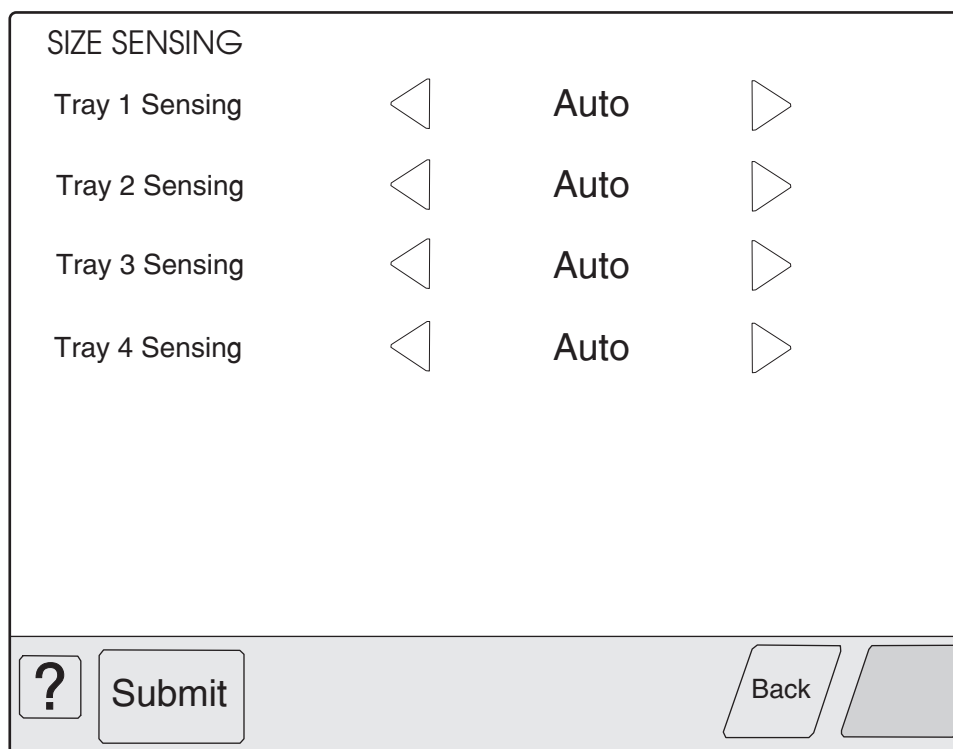 SIZE SENSING
Tray 1 Sensing Auto
Tray 2 Sensing Auto
Tray 3 Sensing Auto
Tray 4 Sensing Auto
? Submit Back